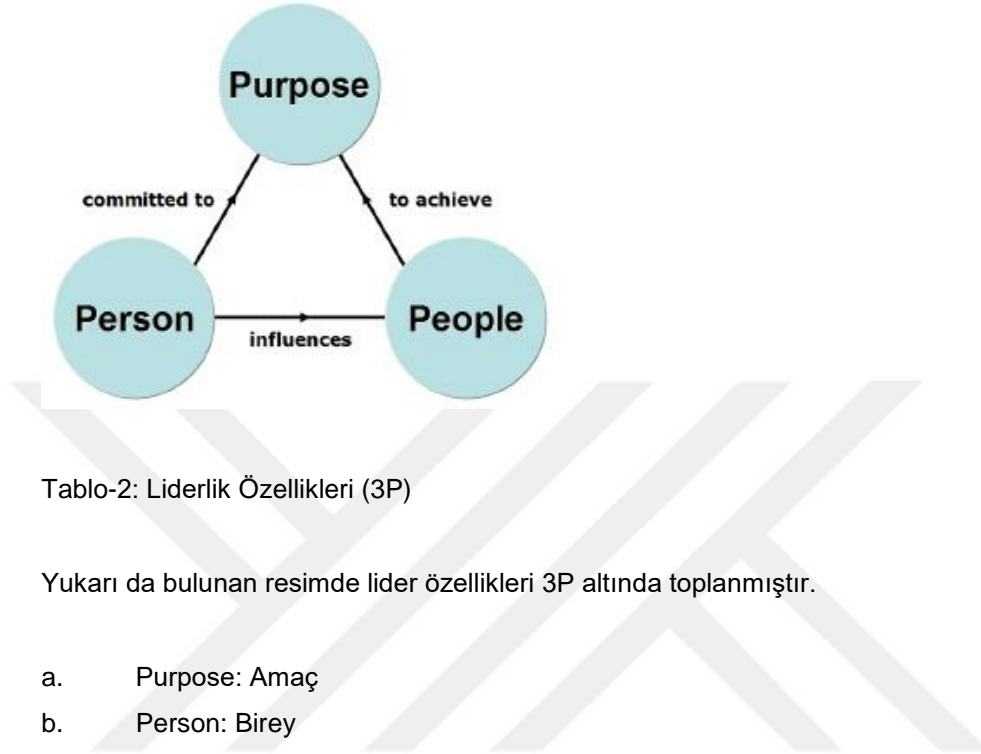 Purpose
committed to
to achieve
Person
People
influences
Tablo-2: Liderlik Özellikleri (3P)
Yukarı da bulunan resimde lider özellikleri 3P altında toplanmıştır.
a. Purpose: Amaç
b. Person: Birey